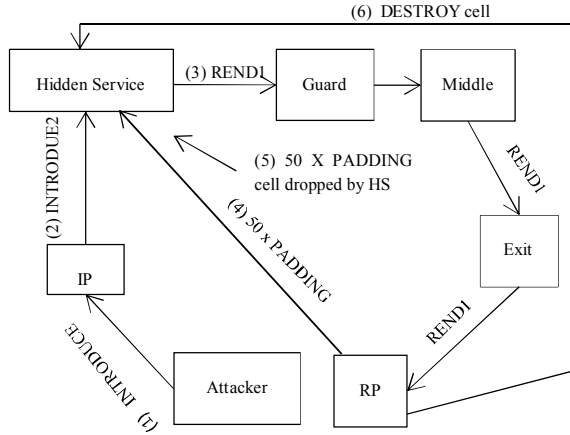 (6) DESTROY cell
Hidden Service
(3) REND1
Guard
Middle
(2) INTRODUE2
(5) 50 X PADDING
cell dropped by HS
REND1
(4) 50 x PADDING
Exit
IP
REND1
(1) INTRODUCE
Attacker
RP